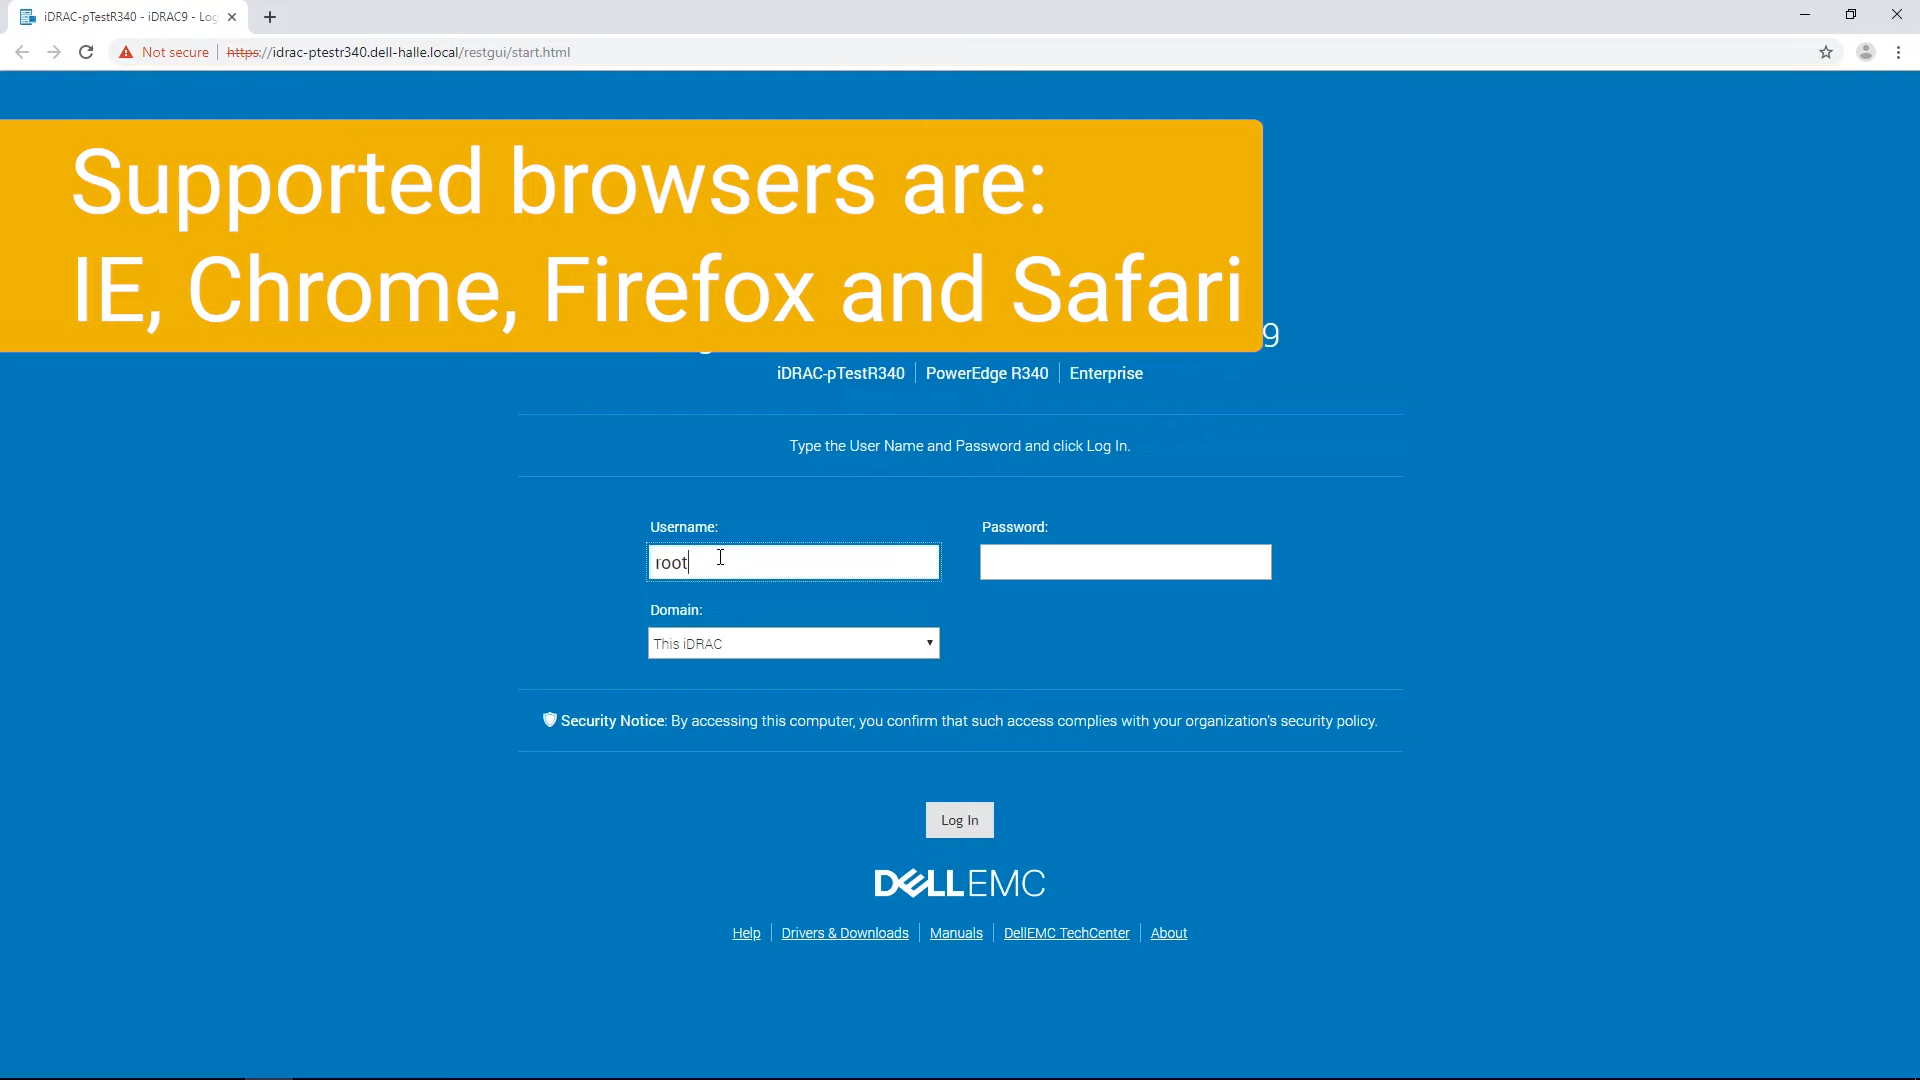 iDRAC-pTestR340 - iDRAC9 - Log
Not secure | https://idrac-ptestr340.dell-halle.local/restgui/start.html
Supported browsers are:
IE, Chrome, Firefox and Safari
9
iDRAC-pTestR340 | PowerEdge R340 | Enterprise
Type the User Name and Password and click Log In.
Username: Password:
root
Domain:
This iDRAC
Security Notice: By accessing this computer, you confirm that such access complies with your organization's security policy.
Log In
DELLEMC
Help | Drivers & Downloads | Manuals | DellEMC TechCenter | About